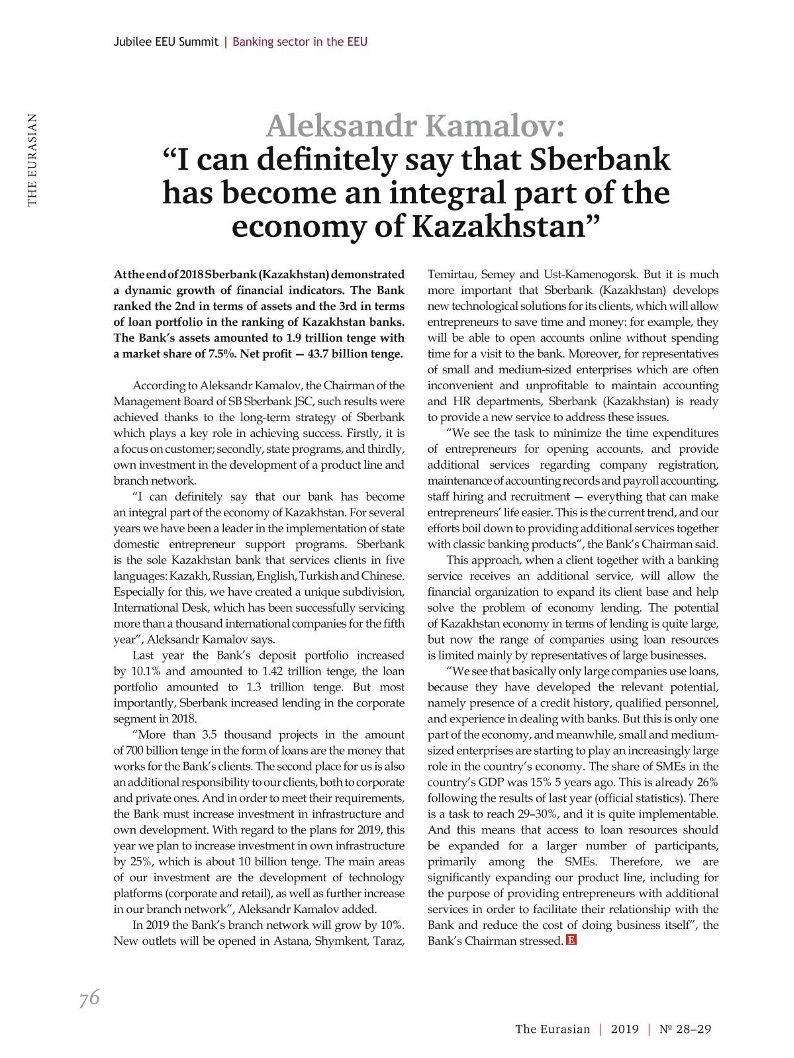 Jubilee EEU Summit | Banking sector in the EEU
THE EURASIAN
Aleksandr Kamalov:
“I can definitely say that Sberbank
has become an integral part of the
economy of Kazakhstan”
At the end of 2018 Sberbank (Kazakhstan) demonstrated
a dynamic growth of financial indicators. The Bank
ranked the 2nd in terms of assets and the 3rd in terms
of loan portfolio in the ranking of Kazakhstan banks.
The Bank’s assets amounted to 1.9 trillion tenge with
a market share of 7.5%. Net profit — 43.7 billion tenge.
According to Aleksandr Kamalov, the Chairman of the
Management Board of SB Sberbank JSC, such results were
achieved thanks to the long-term strategy of Sberbank
which plays a key role in achieving success. Firstly, it is
a focus on customer; secondly, state programs, and thirdly,
own investment in the development of a product line and
branch network.
“I can definitely say that our bank has become
an integral part of the economy of Kazakhstan. For several
years we have been a leader in the implementation of state
domestic entrepreneur support programs. Sberbank
is the sole Kazakhstan bank that services clients in five
languages: Kazakh, Russian, English, Turkish and Chinese.
Especially for this, we have created a unique subdivision,
International Desk, which has been successfully servicing
more than a thousand international companies for the fifth
year”, Aleksandr Kamalov says.
Last year the Bank’s deposit portfolio increased
by 10.1% and amounted to 1.42 trillion tenge, the loan
portfolio amounted to 1.3 trillion tenge. But most
importantly, Sberbank increased lending in the corporate
segment in 2018.
“More than 3.5 thousand projects in the amount
of 700 billion tenge in the form of loans are the money that
works for the Bank’s clients. The second place for us is also
an additional responsibility to our clients, both to corporate
and private ones. And in order to meet their requirements,
the Bank must increase investment in infrastructure and
own development. With regard to the plans for 2019, this
year we plan to increase investment in own infrastructure
by 25%, which is about 10 billion tenge. The main areas
of our investment are the development of technology
platforms (corporate and retail), as well as further increase
in our branch network”, Aleksandr Kamalov added.
In 2019 the Bank’s branch network will grow by 10%.
New outlets will be opened in Astana, Shymkent, Taraz,
Temirtau, Semey and Ust-Kamenogorsk. But it is much
more important that Sberbank (Kazakhstan) develops
new technological solutions for its clients, which will allow
entrepreneurs to save time and money: for example, they
will be able to open accounts online without spending
time for a visit to the bank. Moreover, for representatives
of small and medium-sized enterprises which are often
inconvenient and unprofitable to maintain accounting
and HR departments, Sberbank (Kazakhstan) is ready
to provide a new service to address these issues.
“We see the task to minimize the time expenditures
of entrepreneurs for opening accounts, and provide
additional services regarding company registration,
maintenance of accounting records and payroll accounting,
staff hiring and recruitment — everything that can make
entrepreneurs’ life easier. This is the current trend, and our
efforts boil down to providing additional services together
with classic banking products”, the Bank’s Chairman said.
This approach, when a client together with a banking
service receives an additional service, will allow the
financial organization to expand its client base and help
solve the problem of economy lending. The potential
of Kazakhstan economy in terms of lending is quite large,
but now the range of companies using loan resources
is limited mainly by representatives of large businesses.
“We see that basically only large companies use loans,
because they have developed the relevant potential,
namely presence of a credit history, qualified personnel,
and experience in dealing with banks. But this is only one
part of the economy, and meanwhile, small and medium-
sized enterprises are starting to play an increasingly large
role in the country’s economy. The share of SMEs in the
country’s GDP was 15% 5 years ago. This is already 26%
following the results of last year (official statistics). There
is a task to reach 29–30%, and it is quite implementable.
And this means that access to loan resources should
be expanded for a larger number of participants,
primarily among the SMEs. Therefore, we are
significantly expanding our product line, including for
the purpose of providing entrepreneurs with additional
services in order to facilitate their relationship with the
Bank and reduce the cost of doing business itself”, the
Bank’s Chairman stressed. E
76
The Eurasian | 2019 | № 28–29